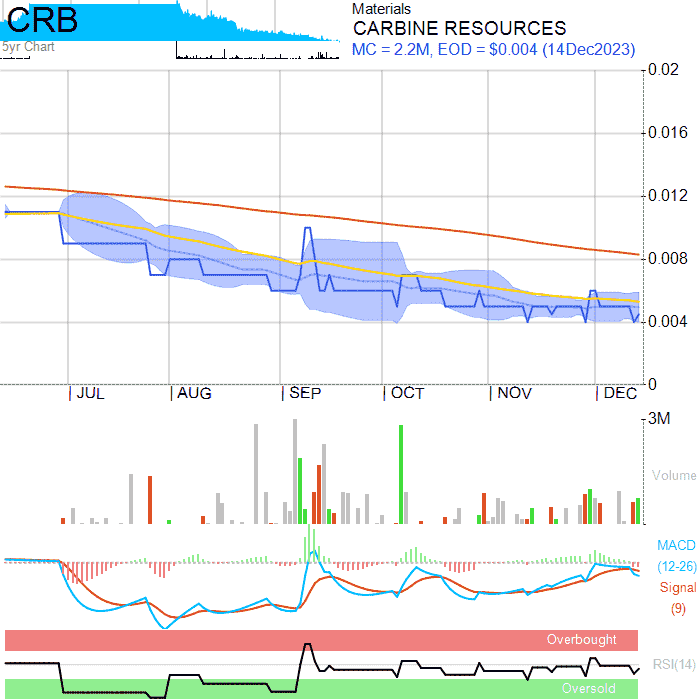 CRB
5yr Chart
Materials
CARBINE RESOURCES
MC = 2.2M, EOD = $0.004 (14Dec2023)
0.02
0.016
0.012
0.008
0.004
0
JUL
AUG
SEP
OCT
NOV
DEC
3M
Volume
MACD
(12-26)
Signal
(9)
Overbought
RSI(14)
Oversold